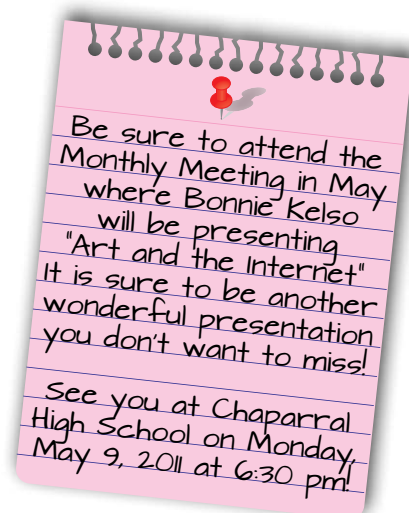 Be sure to attend the
Monthly Meeting in May
where Bonnie Kelso
will be presenting
"Art and the Internet"
It is sure to be another
wonderful presentation
you don't want to miss!
See you at Chaparral
High School on Monday,
May 9, 2011 at 6:30 pm!